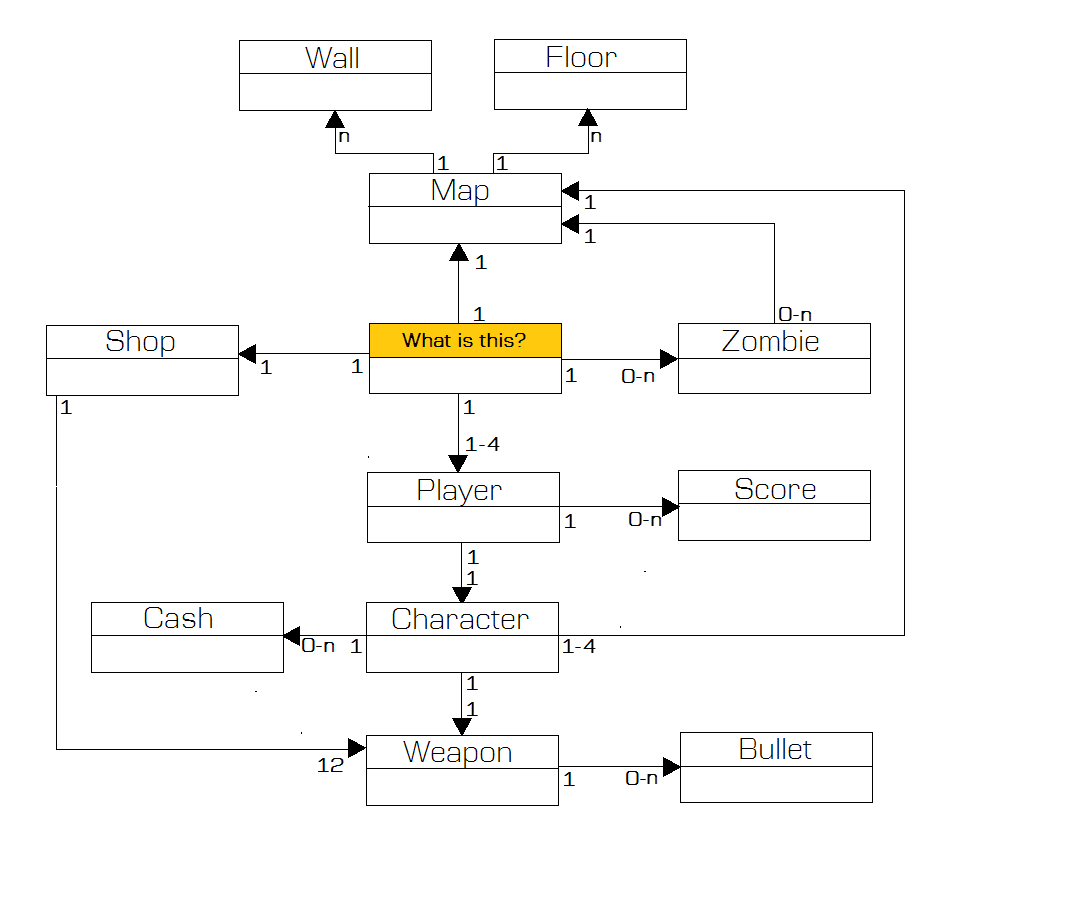 Wall
Floor
n
n
1
1
Map
1
1
1
1
0-n
Shop
What is this?
Zombie
1
1
1
0-n
1
1
1-4
Player
Score
1
0-n
1
1
Cash
Character
0-n
1
1-4
1
1
Weapon
Bullet
12
1
0-n